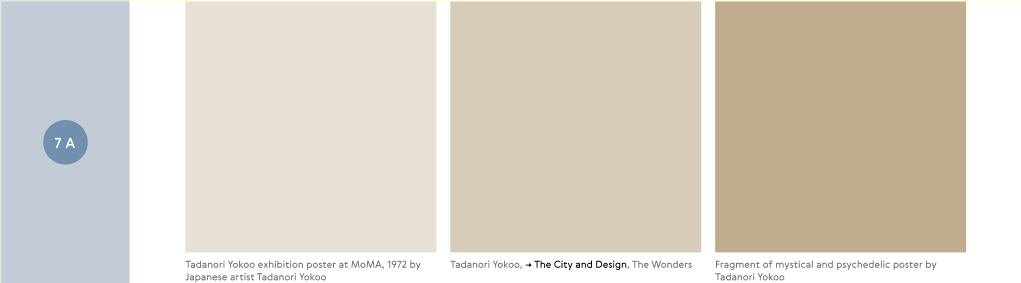 7 A
Tadanori Yokoo exhibition poster at MoMA, 1972 by
Japanese artist Tadanori Yokoo
Tadanori Yokoo, → The City and Design, The Wonders
Fragment of mystical and psychedelic poster by
Tadanori Yokoo